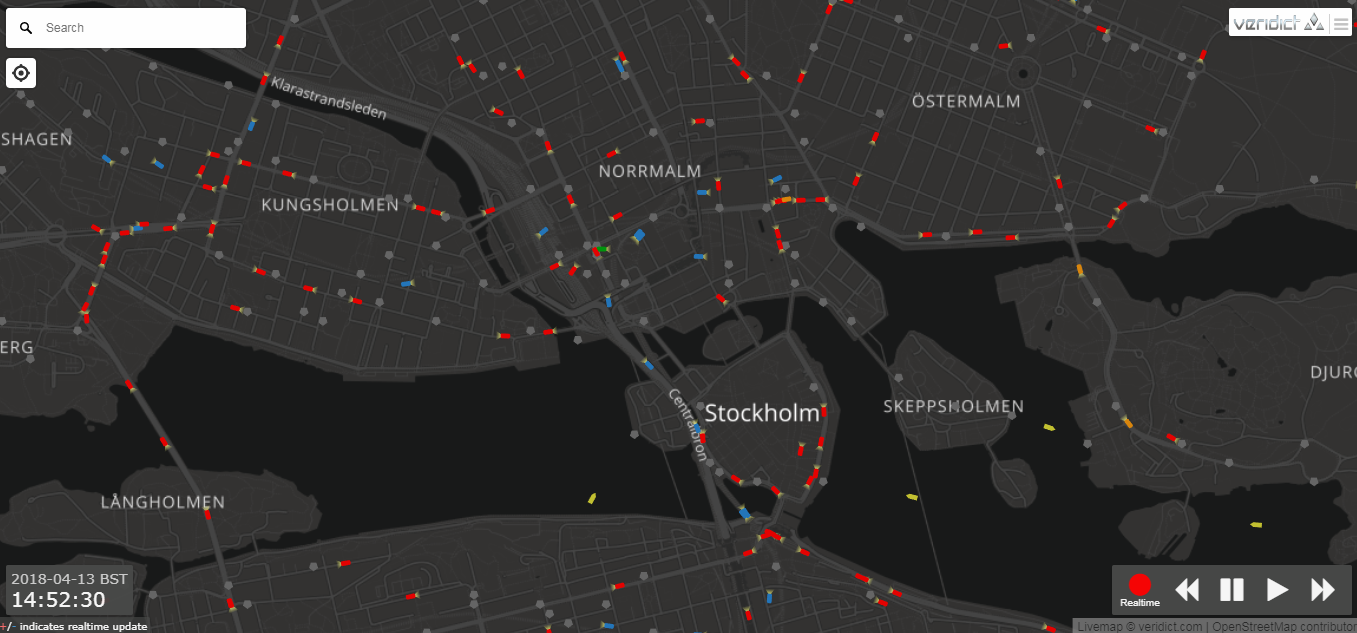 Search
veridict
Klarastrandsleden
ÖSTERMALM
SHAGEN
NORRMALM
KUNGSHOLMEN
ERG
DJURG
Centralbron
Stockholm
SKEPPSHOLMEN
LÅNGHOLMEN
2018-04-13 BST
14:52:30
Realtime
+/- indicates realtime update
Livemap © veridict.com | OpenStreetMap contributor